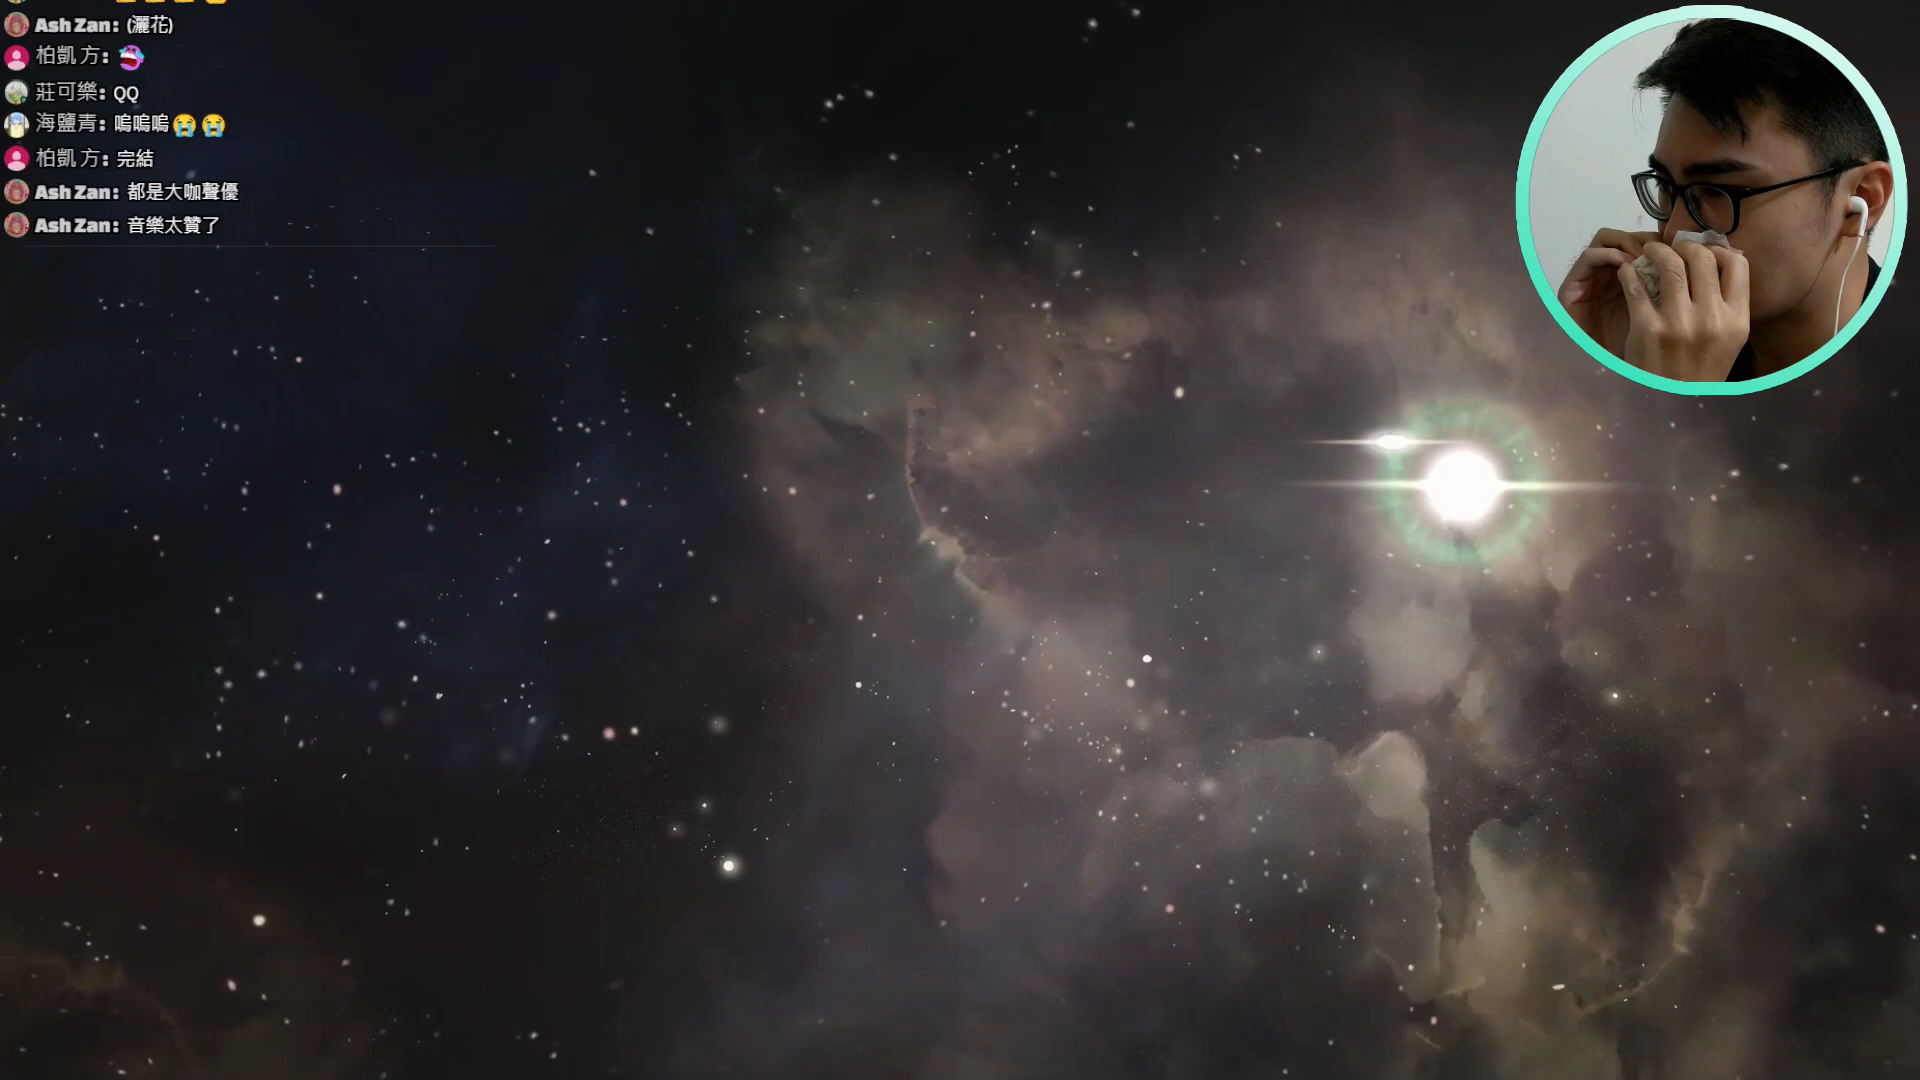 Ash Zan: (灑花)
柏凱 方:
莊可樂: QQ
海鹽青: 嗚嗚嗚😭😭
柏凱 方: 完結
Ash Zan: 都是大咖聲優
Ash Zan: 音樂太贊了